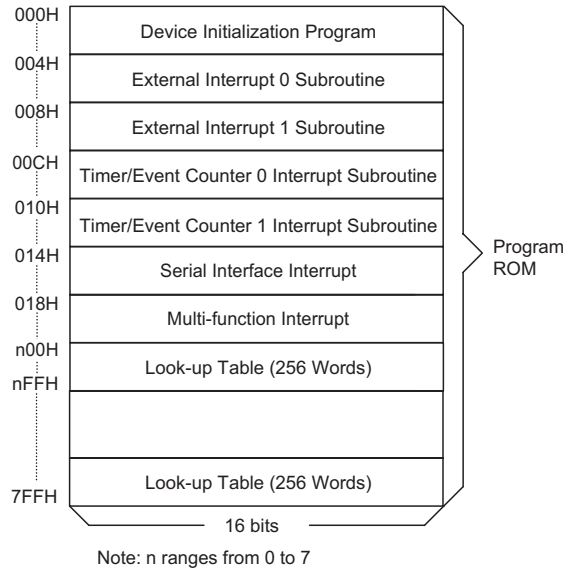 000H
Device Initialization Program
004H
External Interrupt 0 Subroutine
008H
External Interrupt 1 Subroutine
00CH
Timer/Event Counter 0 Interrupt Subroutine
010H
Timer/Event Counter 1 Interrupt Subroutine
014H
Serial Interface Interrupt
018H
Multi-function Interrupt
n00H
Look-up Table (256 Words)
nFFH
Look-up Table (256 Words)
7FFH
Program
ROM
16 bits
Note: n ranges from 0 to 7